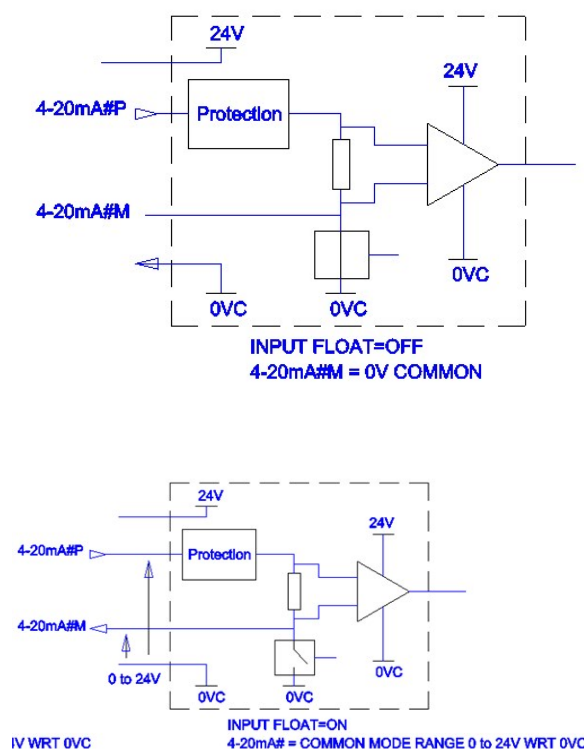 24V
24V
4-20mA#P
Protection
4-20mA#M
0VC
0VC
0VC
INPUT FLOAT=OFF
4-20mA#M = 0V COMMON
24V
24V
4-20mA#P
Protection
4-20mA#M
0 to 24V
0VC
0VC
0VC
INPUT FLOAT=ON
WRT 0VC
4-20mA# = COMMON MODE RANGE 0 to 24V WRT 0VC